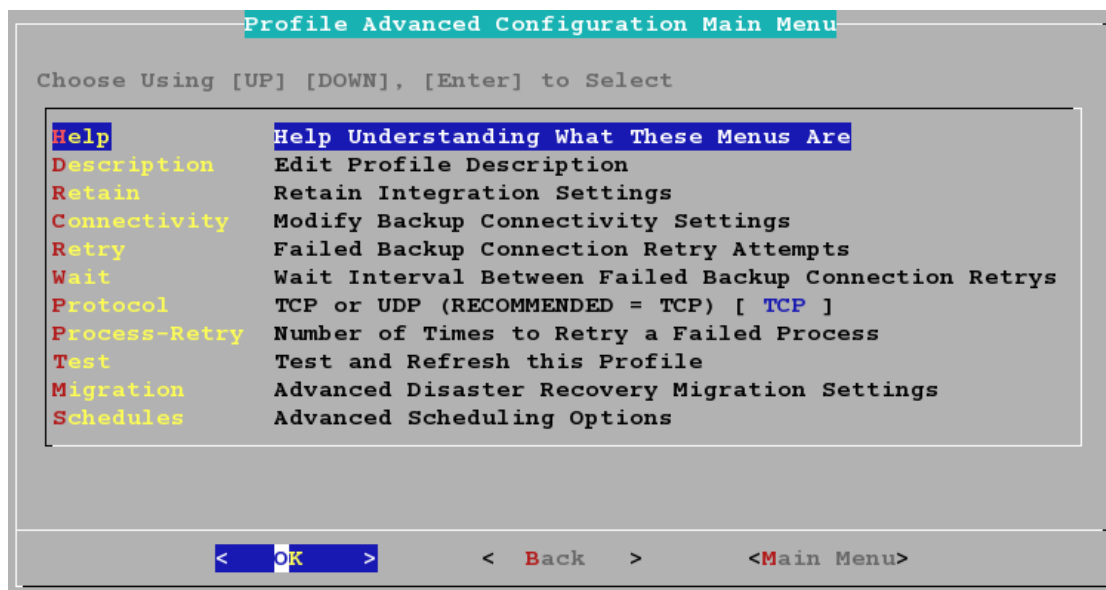 Profile Advanced Configuration Main Menu
Choose Using [UP] [DOWN], [Enter] to Select
Help Help Understanding What These Menus Are
Description Edit Profile Description
Retain Retain Integration Settings
Connectivity Modify Backup Connectivity Settings
Retry Failed Backup Connection Retry Attempts
Wait Wait Interval Between Failed Backup Connection Retrys
Protocol TCP or UDP (RECOMMENDED = TCP) [ TCP ]
Process-Retry Number of Times to Retry a Failed Process
Test Test and Refresh this Profile
Migration Advanced Disaster Recovery Migration Settings
Schedules Advanced Scheduling Options
< OK > < Back > <Main Menu>